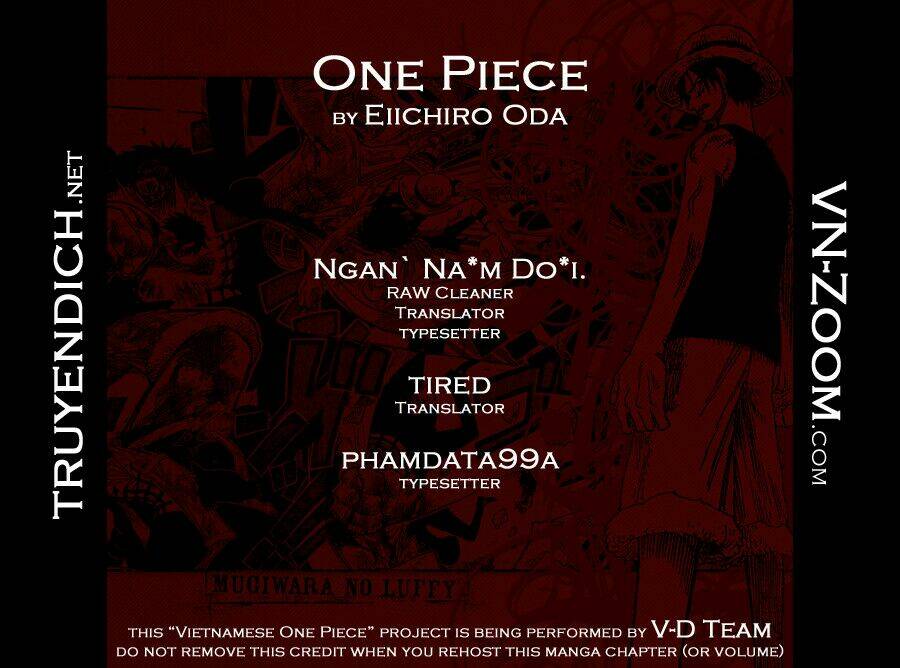 One Piece
by Eiichiro Oda
Truyendich.net
VN-Zoom.com
Ngan` Na*m Do*i.
RAW Cleaner
Translator
typesetter
TIRED
Translator
phamdata99a
typesetter
MUGIWARA NO LUFFY
this “Vietnamese One Piece” project is being performed by V-D Team
do not remove this credit when you rehost this manga chapter (or volume)